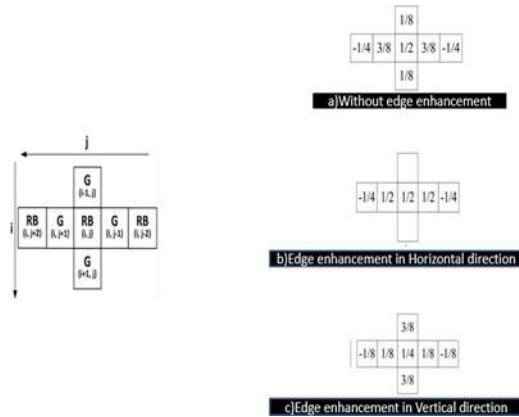 1/8
-1/4 3/8 1/2 3/8 -1/4
1/8
a)Without edge enhancement
j
i
G
(i-1, j)
RB G RB G RB
(i, j+2) (i, j+1) (i, j) (i, j-1) (i, j-2)
G
(i+1, j)
-1/4 1/2 1/2 1/2 -1/4
b)Edge enhancement in Horizontal direction
3/8
-1/8 1/8 1/4 1/8 -1/8
3/8
c)Edge enhancement in Vertical direction